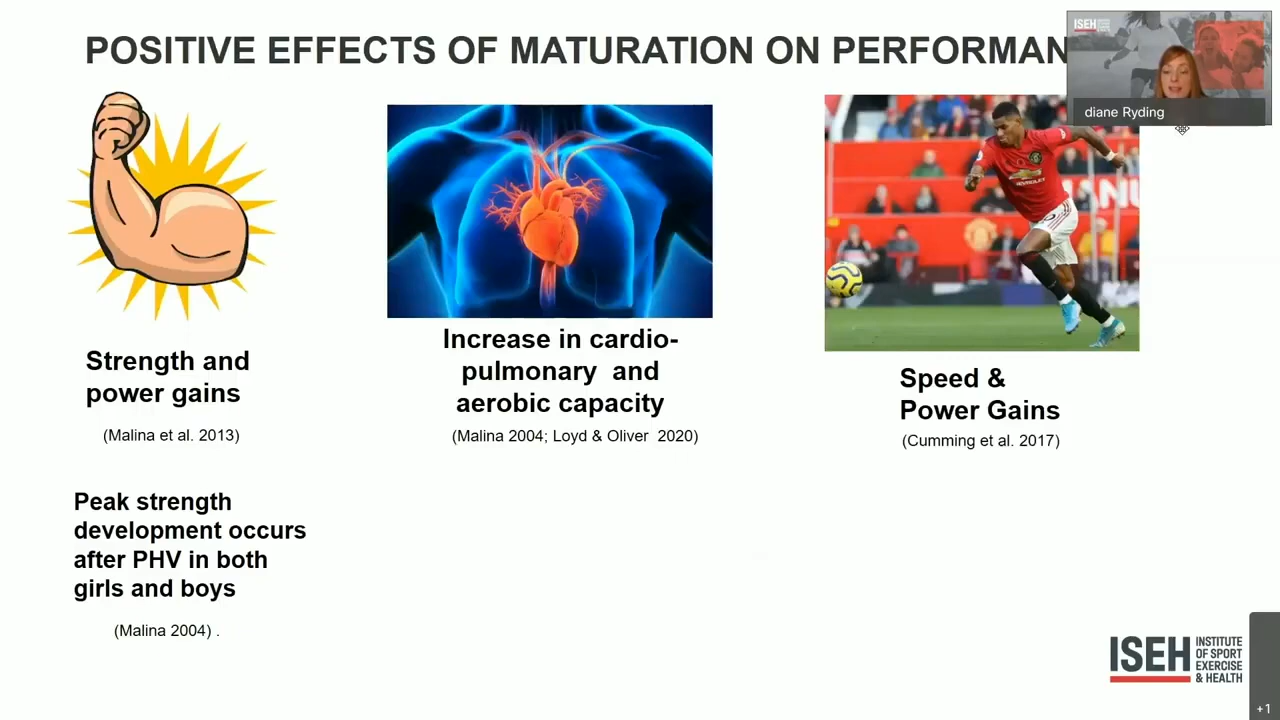 POSITIVE EFFECTS OF MATURATION ON PERFORMAN
ISEH
diane Ryding
Strength and
power gains
(Malina et al. 2013)
Increase in cardio-
pulmonary and
aerobic capacity
(Malina 2004; Loyd & Oliver 2020)
Speed &
Power Gains
(Cumming et al. 2017)
Peak strength
development occurs
after PHV in both
girls and boys
(Malina 2004) .
ISEH INSTITUTE
OF SPORT
EXERCISE
& HEALTH
+1